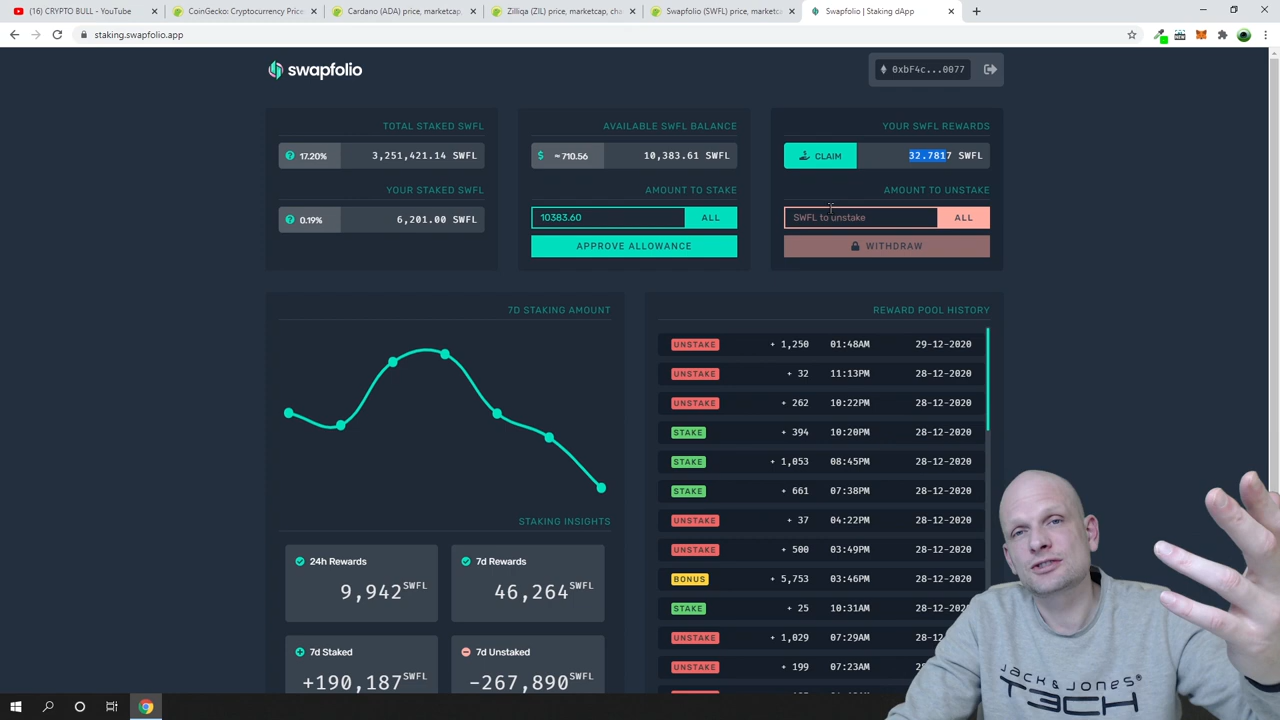 (16) CRYPTO BULL - YouTube
CoinGecko: Cryptocurrency Price
Cardano (ADA) price, marketcap,
Zilliqa (ZIL) price, marketcap, cha
Swapfolio (SWFL) price, marketca
Swapfolio | Staking dApp
staking.swapfolio.app
swapfolio
0xbF4c...0077
TOTAL STAKED SWFL
17.20% 3,251,421.14 SWFL
YOUR STAKED SWFL
0.19% 6,201.00 SWFL
AVAILABLE SWFL BALANCE
$ ≈ 710.56 10,383.61 SWFL
AMOUNT TO STAKE
10383.60 ALL
APPROVE ALLOWANCE
YOUR SWFL REWARDS
CLAIM 32.7817 SWFL
AMOUNT TO UNSTAKE
SWFL to unstake ALL
WITHDRAW
7D STAKING AMOUNT
STAKING INSIGHTS
24h Rewards
9,942 SWFL
7d Rewards
46,264 SWFL
7d Staked
+190,187 SWFL
7d Unstaked
-267,890 SWFL
REWARD POOL HISTORY
UNSTAKE + 1,250 01:48AM 29-12-2020
UNSTAKE + 32 11:13PM 28-12-2020
UNSTAKE + 262 10:22PM 28-12-2020
STAKE + 394 10:20PM 28-12-2020
STAKE + 1,053 08:45PM 28-12-2020
STAKE + 661 07:38PM 28-12-2020
UNSTAKE + 37 04:22PM 28-12-2020
UNSTAKE + 500 03:49PM 28-12-2020
BONUS + 5,753 03:46PM 28-12-2020
STAKE + 25 10:31AM 28-12-2020
UNSTAKE + 1,029 07:29AM 28-12
UNSTAKE + 199 07:23AM 28-12
JACK & JONES®
T3CH